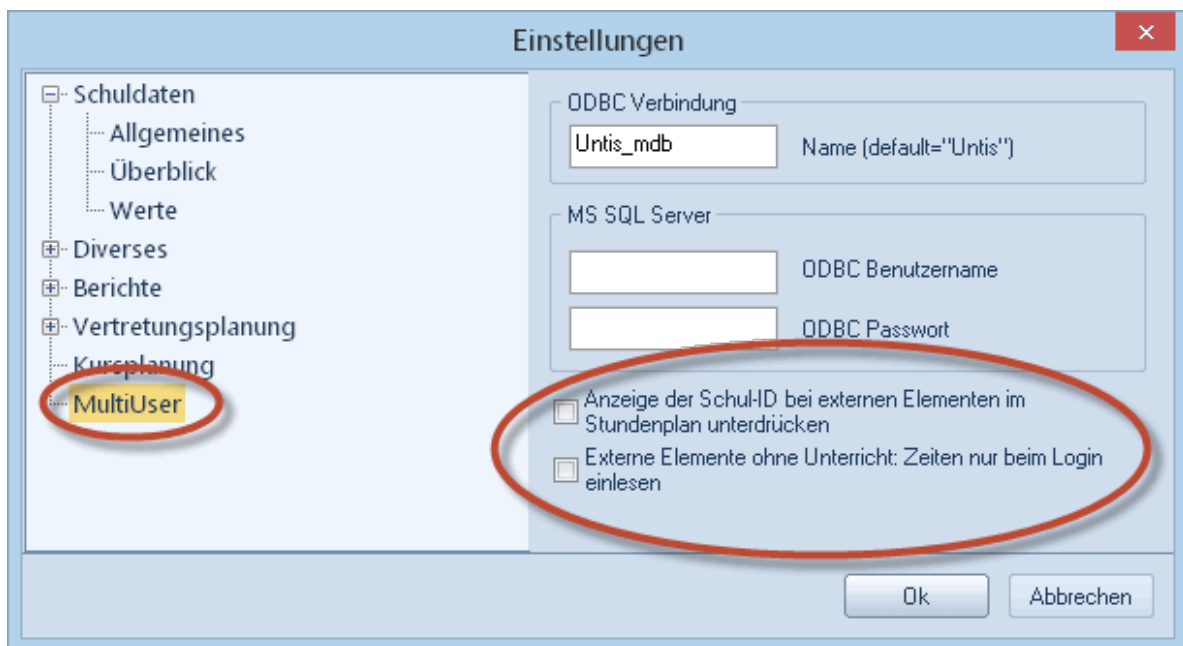 Einstellungen
Schuldaten
Allgemeines
Überblick
Werte
Diverses
Berichte
Vertretungsplanung
Kursplanung
MultiUser
ODBC Verbindung
Untis_mdb
Name (default="Untis")
MS SQL Server
ODBC Benutzername
ODBC Passwort
Anzeige der Schul-ID bei externen Elementen im
Stundenplan unterdrücken
Externe Elemente ohne Unterricht: Zeiten nur beim Login
einlesen
Ok
Abbrechen